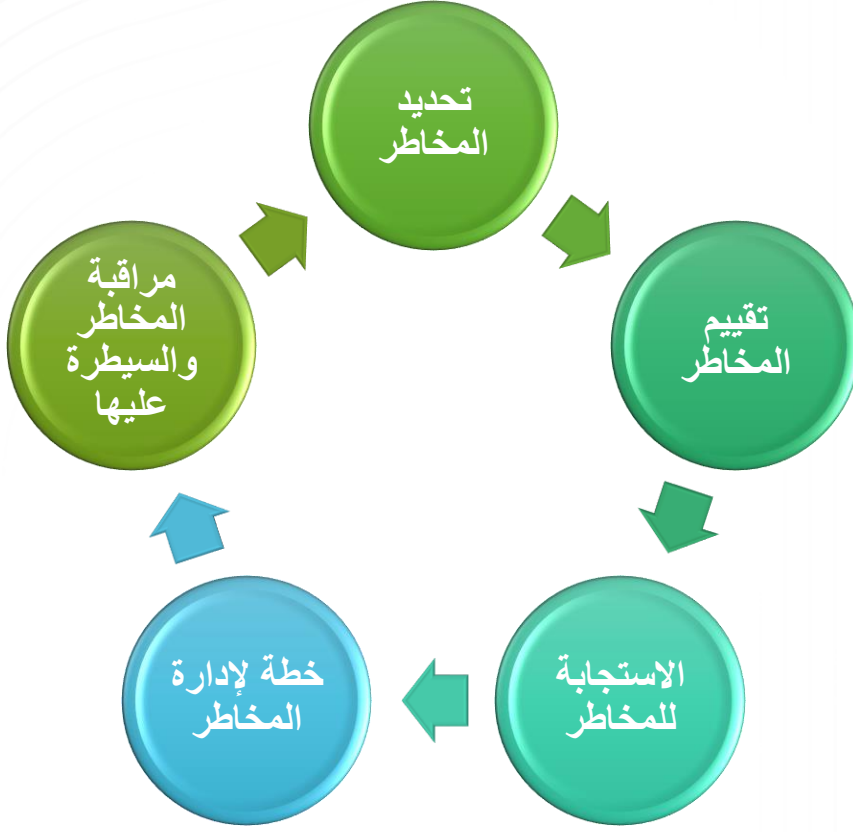 تحديد
المخاطر
تقييم
المخاطر
الاستجابة
للمخاطر
خطة لإدارة
المخاطر
مراقبة
المخاطر
والسيطرة
عليها